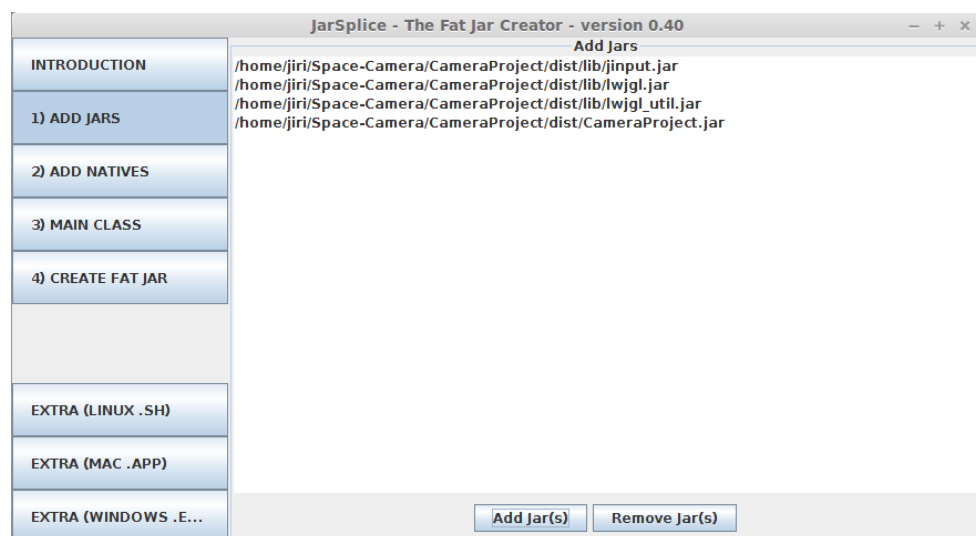 JarSplice - The Fat Jar Creator - version 0.40
INTRODUCTION
1) ADD JARS
2) ADD NATIVES
3) MAIN CLASS
4) CREATE FAT JAR
EXTRA (LINUX .SH)
EXTRA (MAC .APP)
EXTRA (WINDOWS .E...
Add Jars
/home/jiri/Space-Camera/CameraProject/dist/lib/jinput.jar
/home/jiri/Space-Camera/CameraProject/dist/lib/lwjgl.jar
/home/jiri/Space-Camera/CameraProject/dist/lib/lwjgl_util.jar
/home/jiri/Space-Camera/CameraProject/dist/CameraProject.jar
Add Jar(s)
Remove Jar(s)